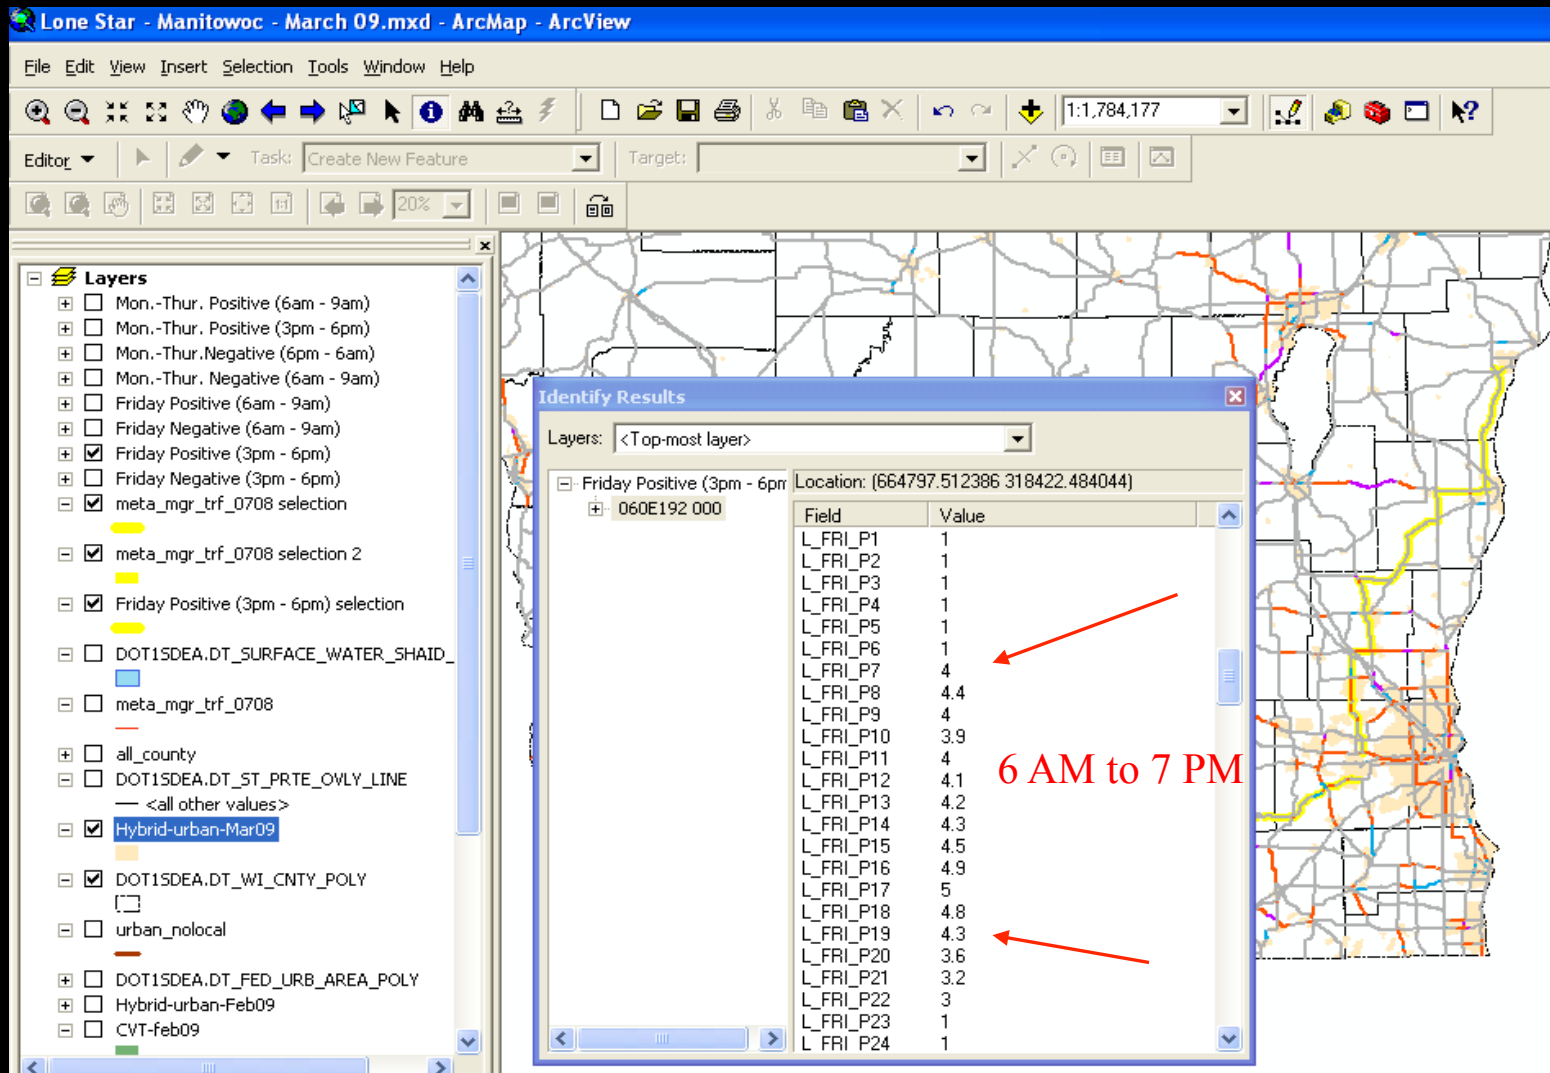 Lone Star - Manitowoc - March 09.mxd - ArcMap - ArcView
File Edit View Insert Selection Tools Window Help
1:1,784,177
Editor Task: Create New Feature Target:
1:1 20%
Layers
Mon.-Thur. Positive (6am - 9am)
Mon.-Thur. Positive (3pm - 6pm)
Mon.-Thur.Negative (6pm - 6am)
Mon.-Thur. Negative (6am - 9am)
Friday Positive (6am - 9am)
Friday Negative (6am - 9am)
Friday Positive (3pm - 6pm)
Friday Negative (3pm - 6pm)
meta_mgr_trf_0708 selection
meta_mgr_trf_0708 selection 2
Friday Positive (3pm - 6pm) selection
DOT1SDEA.DT_SURFACE_WATER_SHAID_
meta_mgr_trf_0708
all_county
DOT1SDEA.DT_ST_PRTE_OVLY_LINE
<all other values>
Hybrid-urban-Mar09
DOT1SDEA.DT_WI_CNTY_POLY
urban_nolocal
DOT1SDEA.DT_FED_URB_AREA_POLY
Hybrid-urban-Feb09
CVT-feb09
Identify Results
Layers: <Top-most layer>
Friday Positive (3pm - 6pm
060E192 000
Location: (664797.512386 318422.484044)
Field Value
L_FRI_P1 1
L_FRI_P2 1
L_FRI_P3 1
L_FRI_P4 1
L_FRI_P5 1
L_FRI_P6 1
L_FRI_P7 4
L_FRI_P8 4.4
L_FRI_P9 4
L_FRI_P10 3.9
L_FRI_P11 4
L_FRI_P12 4.1
L_FRI_P13 4.2
L_FRI_P14 4.3
L_FRI_P15 4.5
L_FRI_P16 4.9
L_FRI_P17 5
L_FRI_P18 4.8
L_FRI_P19 4.3
L_FRI_P20 3.6
L_FRI_P21 3.2
L_FRI_P22 3
L_FRI_P23 1
L_FRI_P24 1
6 AM to 7 PM